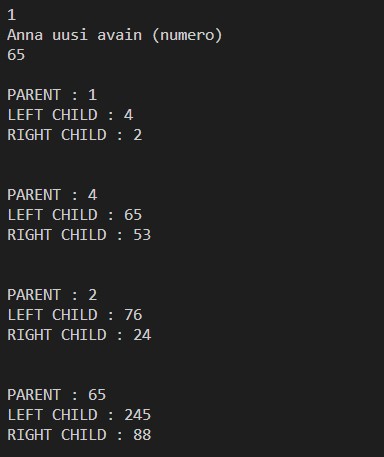 1
Anna uusi avain (numero)
65
PARENT : 1
LEFT CHILD : 4
RIGHT CHILD : 2
PARENT : 4
LEFT CHILD : 65
RIGHT CHILD : 53
PARENT : 2
LEFT CHILD : 76
RIGHT CHILD : 24
PARENT : 65
LEFT CHILD : 245
RIGHT CHILD : 88